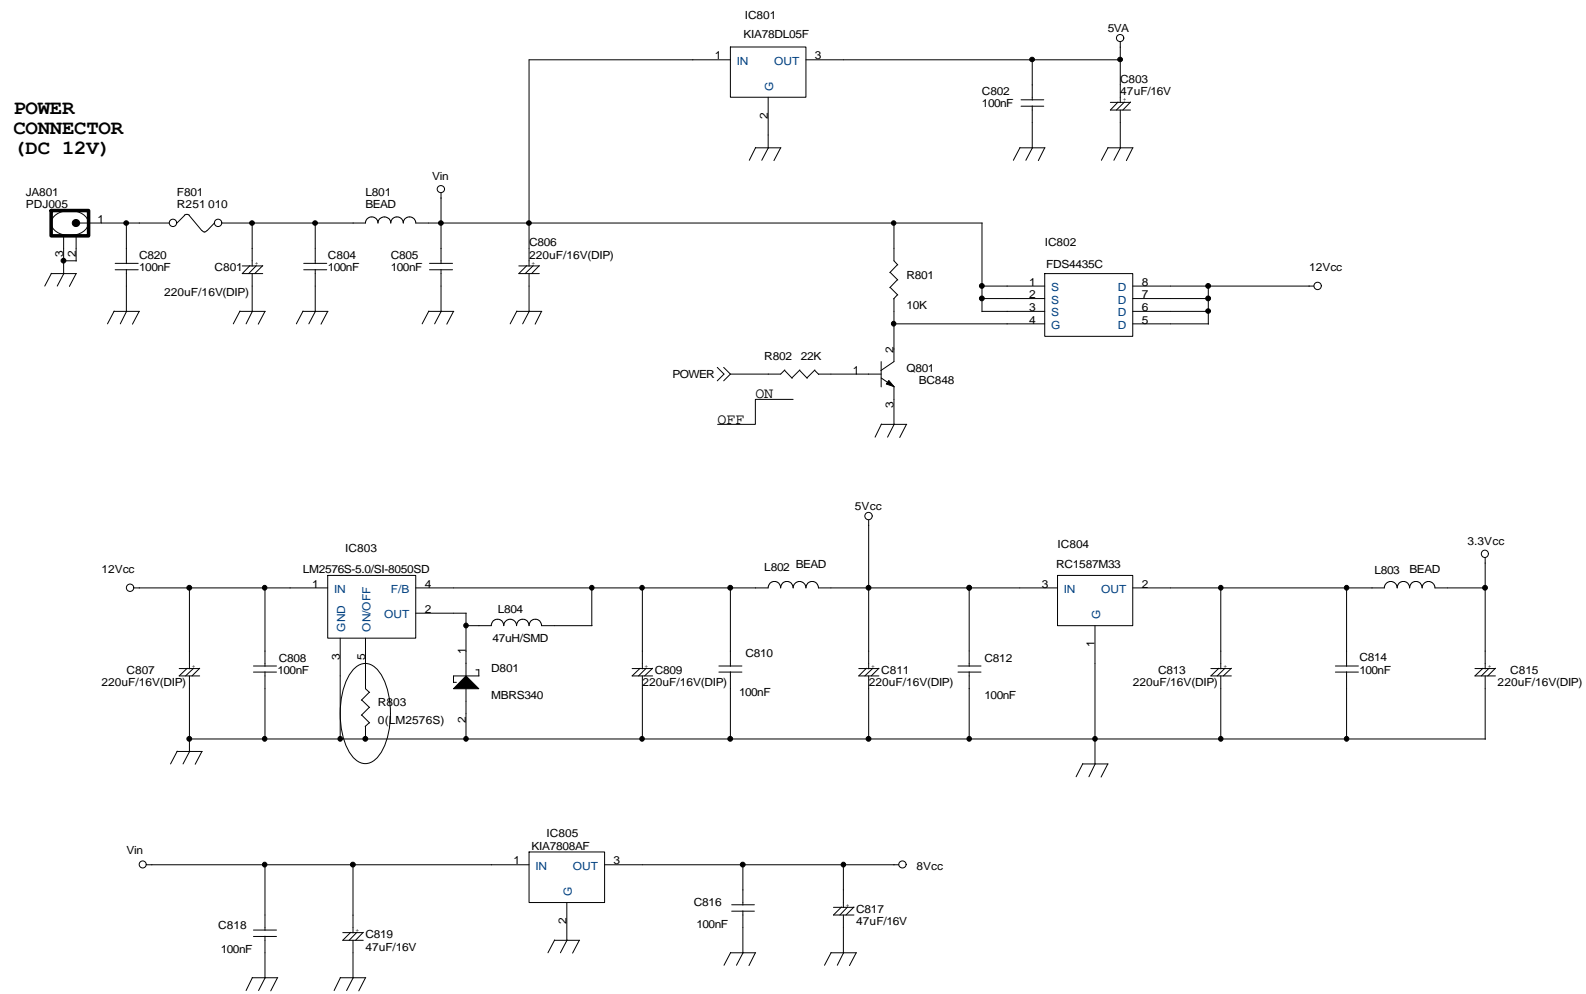 IC801
KIA78DL05F
1
IN
OUT
3
G
2
5VA
C802
100nF
C803
47uF/16V
POWER
CONNECTOR
(DC 12V)
JA801
PDJ005
1
3
2
F801
R251 010
L801
BEAD
Vin
C820
100nF
C801
220uF/16V(DIP)
C804
100nF
C805
100nF
C806
220uF/16V(DIP)
R801
10K
IC802
FDS4435C
1
S
D
8
2
S
D
7
3
S
D
6
4
G
D
5
12Vcc
POWER
R802 22K
1
2
3
Q801
BC848
ON
OFF
12Vcc
IC803
LM2576S-5.0/SI-8050SD
1
IN
F/B
4
OUT
2
GND
ON/OFF
3
5
L804
47uH/SMD
C807
220uF/16V(DIP)
C808
100nF
R803
0(LM2576S)
1
D801
MBRS340
2
C809
220uF/16V(DIP)
C810
100nF
L802 BEAD
5Vcc
C811
220uF/16V(DIP)
C812
100nF
IC804
RC1587M33
3
IN
OUT
2
G
1
C813
220uF/16V(DIP)
C814
100nF
L803 BEAD
3.3Vcc
C815
220uF/16V(DIP)
Vin
IC805
KIA7808AF
1
IN
OUT
3
G
2
8Vcc
C818
100nF
C819
47uF/16V
C816
100nF
C817
47uF/16V